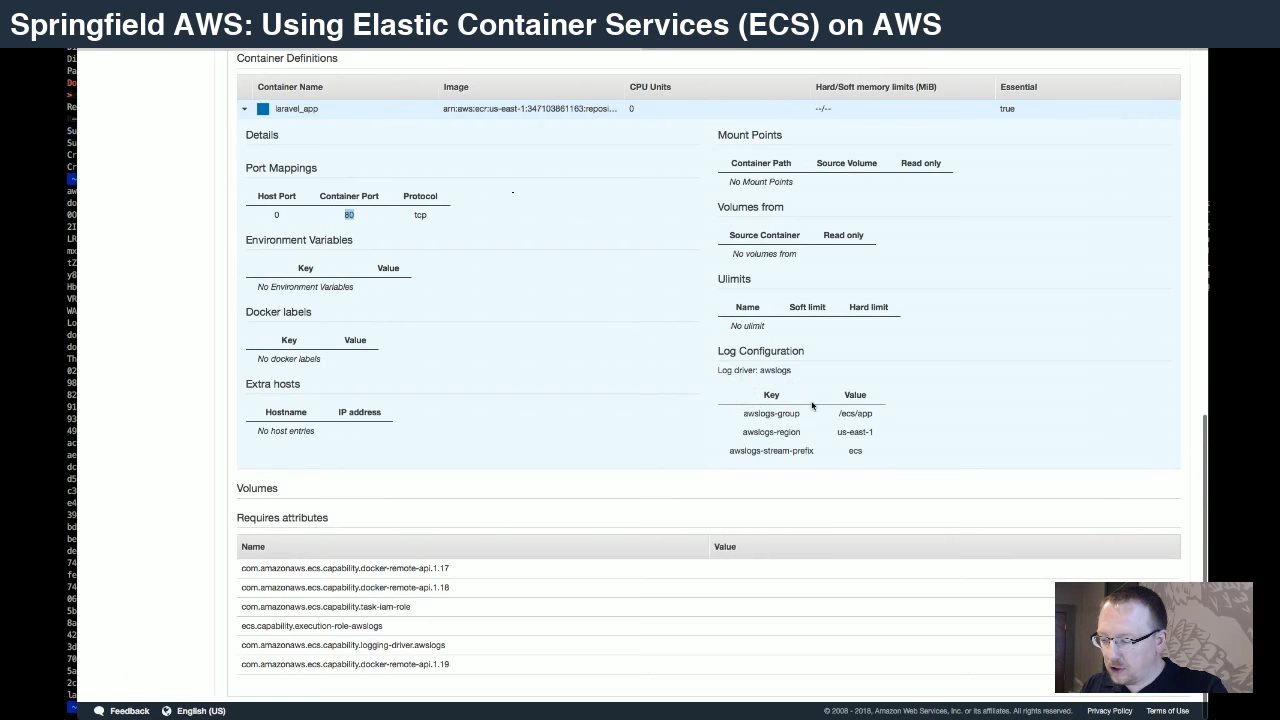 Springfield AWS: Using Elastic Container Services (ECS) on AWS
Container Definitions
Container Name Image CPU Units Hard/Soft memory limits (MiB) Essential
laravel_app arn:aws:ecr:us-east-1:347103861163:reposi... 0 --/-- true
Details
Port Mappings
Host Port Container Port Protocol
0 80 tcp
Environment Variables
Key Value
No Environment Variables
Docker labels
Key Value
No docker labels
Extra hosts
Hostname IP address
No host entries
Mount Points
Container Path Source Volume Read only
No Mount Points
Volumes from
Source Container Read only
No volumes from
Ulimits
Name Soft limit Hard limit
No ulimit
Log Configuration
Log driver: awslogs
Key Value
awslogs-group /ecs/app
awslogs-region us-east-1
awslogs-stream-prefix ecs
Volumes
Requires attributes
Name Value
com.amazonaws.ecs.capability.docker-remote-api.1.17
com.amazonaws.ecs.capability.docker-remote-api.1.18
com.amazonaws.ecs.capability.task-iam-role
ecs.capability.execution-role-awslogs
com.amazonaws.ecs.capability.logging-driver.awslogs
com.amazonaws.ecs.capability.docker-remote-api.1.19
Feedback English (US) © 2008 - 2018, Amazon Web Services, Inc. or its affiliates. All rights reserved. Privacy Policy Terms of Use